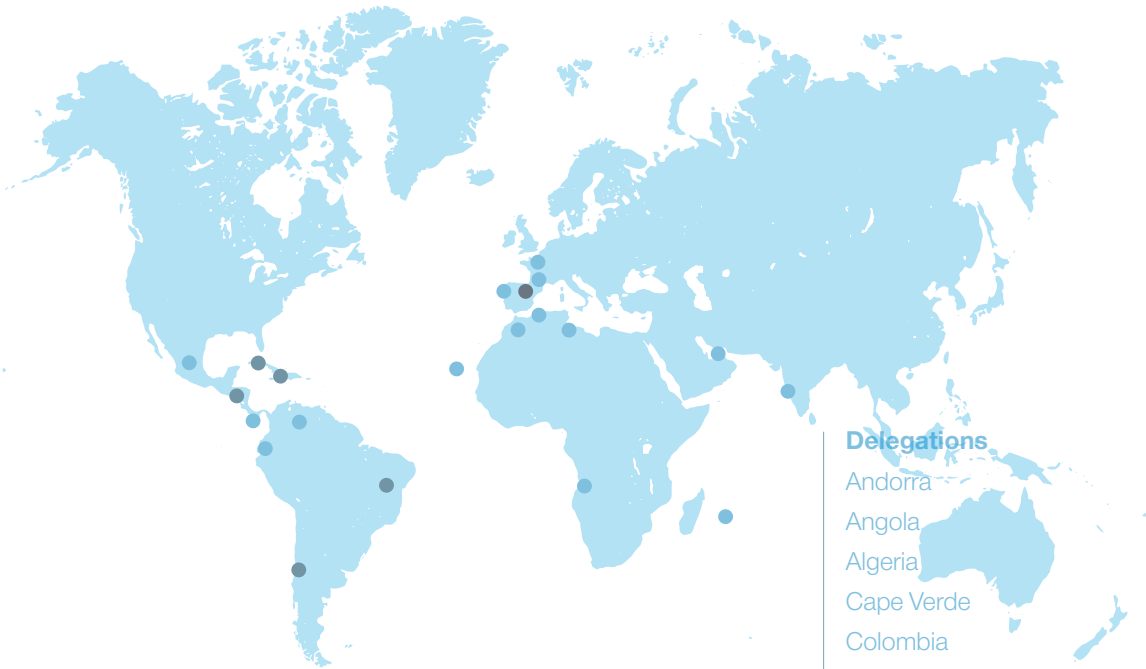 Delegations
Andorra
Angola
Algeria
Cape Verde
Colombia